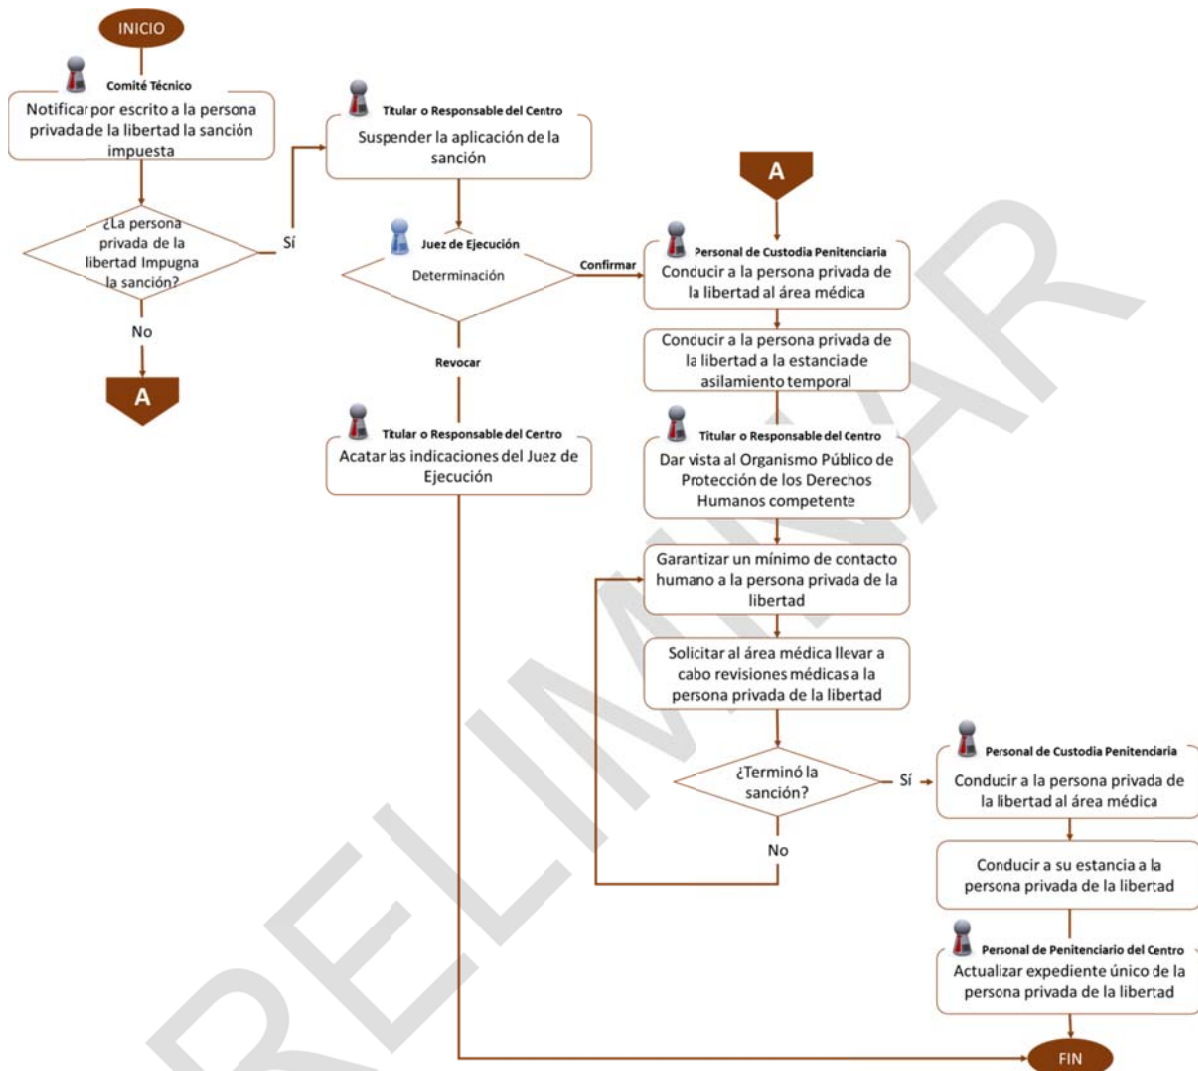 INICIO
Comité Técnico
Notificar por escrito a la persona
privada de la libertad la sanción
impuesta
¿La persona
privada de la
libertad Impugna
la sanción?
Sí
No
A
Titular o Responsable del Centro
Suspender la aplicación de la
sanción
Juez de Ejecución
Determinación
Confirmar
Revocar
Titular o Responsable del Centro
Acatar las indicaciones del Juez de
Ejecución
A
Personal de Custodia Penitenciaria
Conducir a la persona privada de
la libertad al área médica
Conducir a la persona privada de
la libertad a la estancia de
asilamiento temporal
Titular o Responsable del Centro
Dar vista al Organismo Público de
Protección de los Derechos
Humanos competente
Garantizar un mínimo de contacto
humano a la persona privada de la
libertad
Solicitar al área médica llevar a
cabo revisiones médicas a la
persona privada de la libertad
¿Terminó la
sanción?
Sí
No
Personal de Custodia Penitenciaria
Conducir a la persona privada de
la libertad al área médica
Conducir a su estancia a la
persona privada de la libertad
Personal de Penitenciario del Centro
Actualizar expediente único de la
persona privada de la libertad
FIN
RELIMINAR